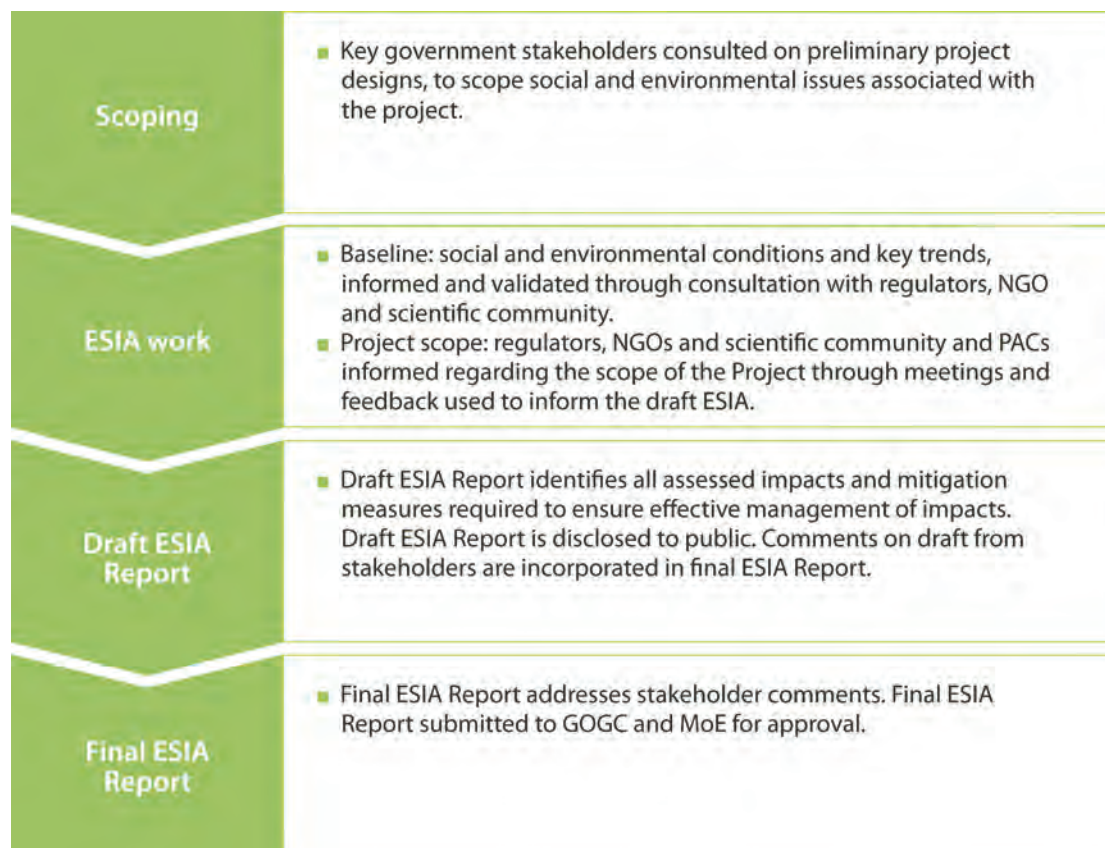 Scoping
■ Key government stakeholders consulted on preliminary project
designs, to scope social and environmental issues associated with
the project.
ESIA work
■ Baseline: social and environmental conditions and key trends,
informed and validated through consultation with regulators, NGO
and scientific community.
■ Project scope: regulators, NGOs and scientific community and PACs
informed regarding the scope of the Project through meetings and
feedback used to inform the draft ESIA.
Draft ESIA
Report
■ Draft ESIA Report identifies all assessed impacts and mitigation
measures required to ensure effective management of impacts.
Draft ESIA Report is disclosed to public. Comments on draft from
stakeholders are incorporated in final ESIA Report.
Final ESIA
Report
■ Final ESIA Report addresses stakeholder comments. Final ESIA
Report submitted to GOGC and MoE for approval.